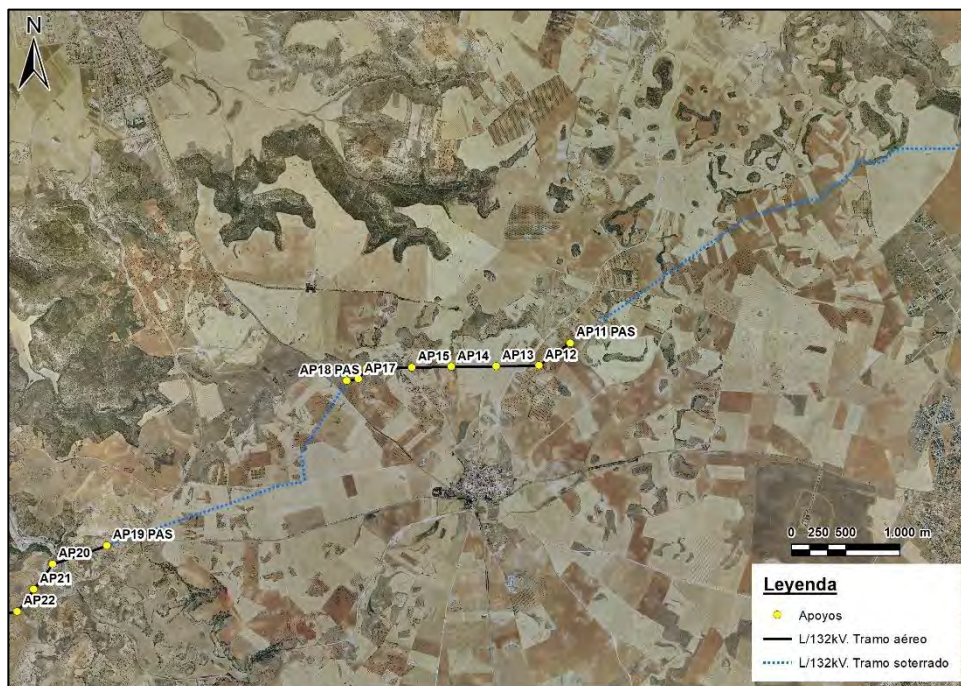 N
AP11 PAS
AP12
AP13
AP14
AP15
AP17
AP18 PAS
AP19 PAS
AP20
AP21
AP22
0 250 500 1.000 m
Leyenda
Apoyos
L/132kV. Tramo aéreo
L/132kV. Tramo soterrado